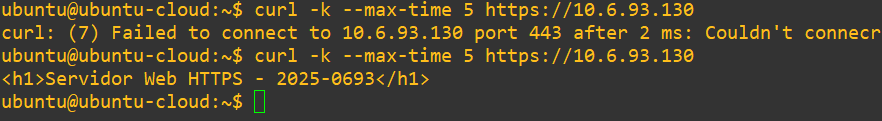 ubuntu@ubuntu-cloud:~$ curl -k --max-time 5 https://10.6.93.130
curl: (7) Failed to connect to 10.6.93.130 port 443 after 2 ms: Couldn't connecr
ubuntu@ubuntu-cloud:~$ curl -k --max-time 5 https://10.6.93.130
<h1>Servidor Web HTTPS - 2025-0693</h1>
ubuntu@ubuntu-cloud:~$